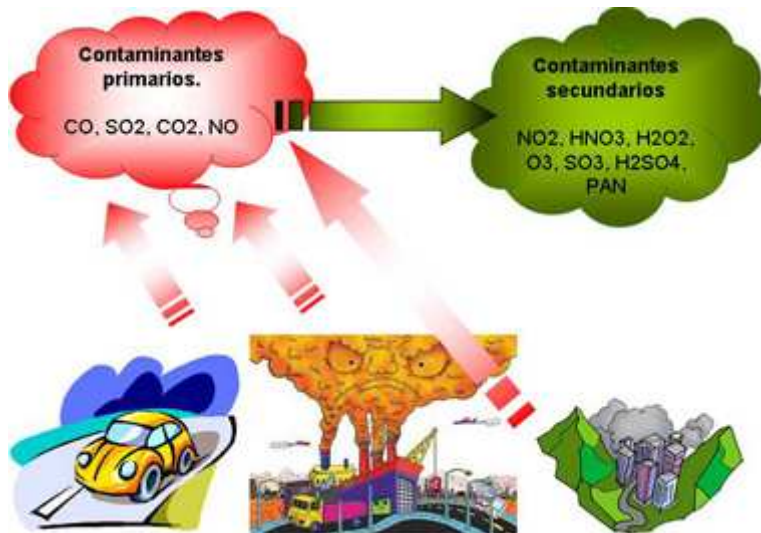 Contaminantes
primarios.
CO, SO2, CO2, NO
Contaminantes
secundarios
NO2, HNO3, H2O2,
O3, SO3, H2SO4,
PAN